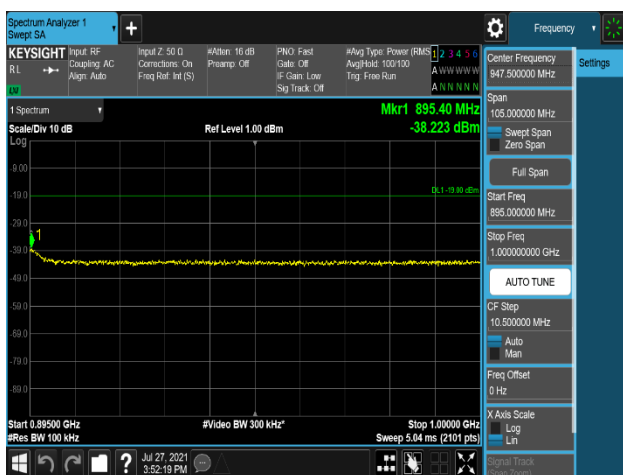 Spectrum Analyzer 1
Swept SA
+
Frequency
Settings
KEYSIGHT
RL
Input: RF
Coupling: AC
Align: Auto
Input Z: 50 Ω
Corrections: On
Freq Ref: Int (S)
#Atten: 16 dB
Preamp: Off
PNO: Fast
Gate: Off
IF Gain: Low
Sig Track: Off
#Avg Type: Power (RMS
Avg|Hold: 100/100
Trig: Free Run
1 2 3 4 5 6
A W W W W W
A N N N N N
1 Spectrum
Scale/Div 10 dB
Log
Ref Level 1.00 dBm
Mkr1 895.40 MHz
-38.223 dBm
-9.00
-19.0
-29.0
-39.0
-49.0
-59.0
-69.0
-79.0
-89.0
DL1 -19.00 dBm
1
Start 0.89500 GHz
#Res BW 100 kHz
#Video BW 300 kHz*
Stop 1.00000 GHz
Sweep 5.04 ms (2101 pts)
Center Frequency
947.500000 MHz
Span
105.000000 MHz
Swept Span
Zero Span
Full Span
Start Freq
895.000000 MHz
Stop Freq
1.000000000 GHz
AUTO TUNE
CF Step
10.500000 MHz
Auto
Man
Freq Offset
0 Hz
X Axis Scale
Log
Lin
Signal Track
(Span Zoom)
?
Jul 27, 2021
3:52:19 PM